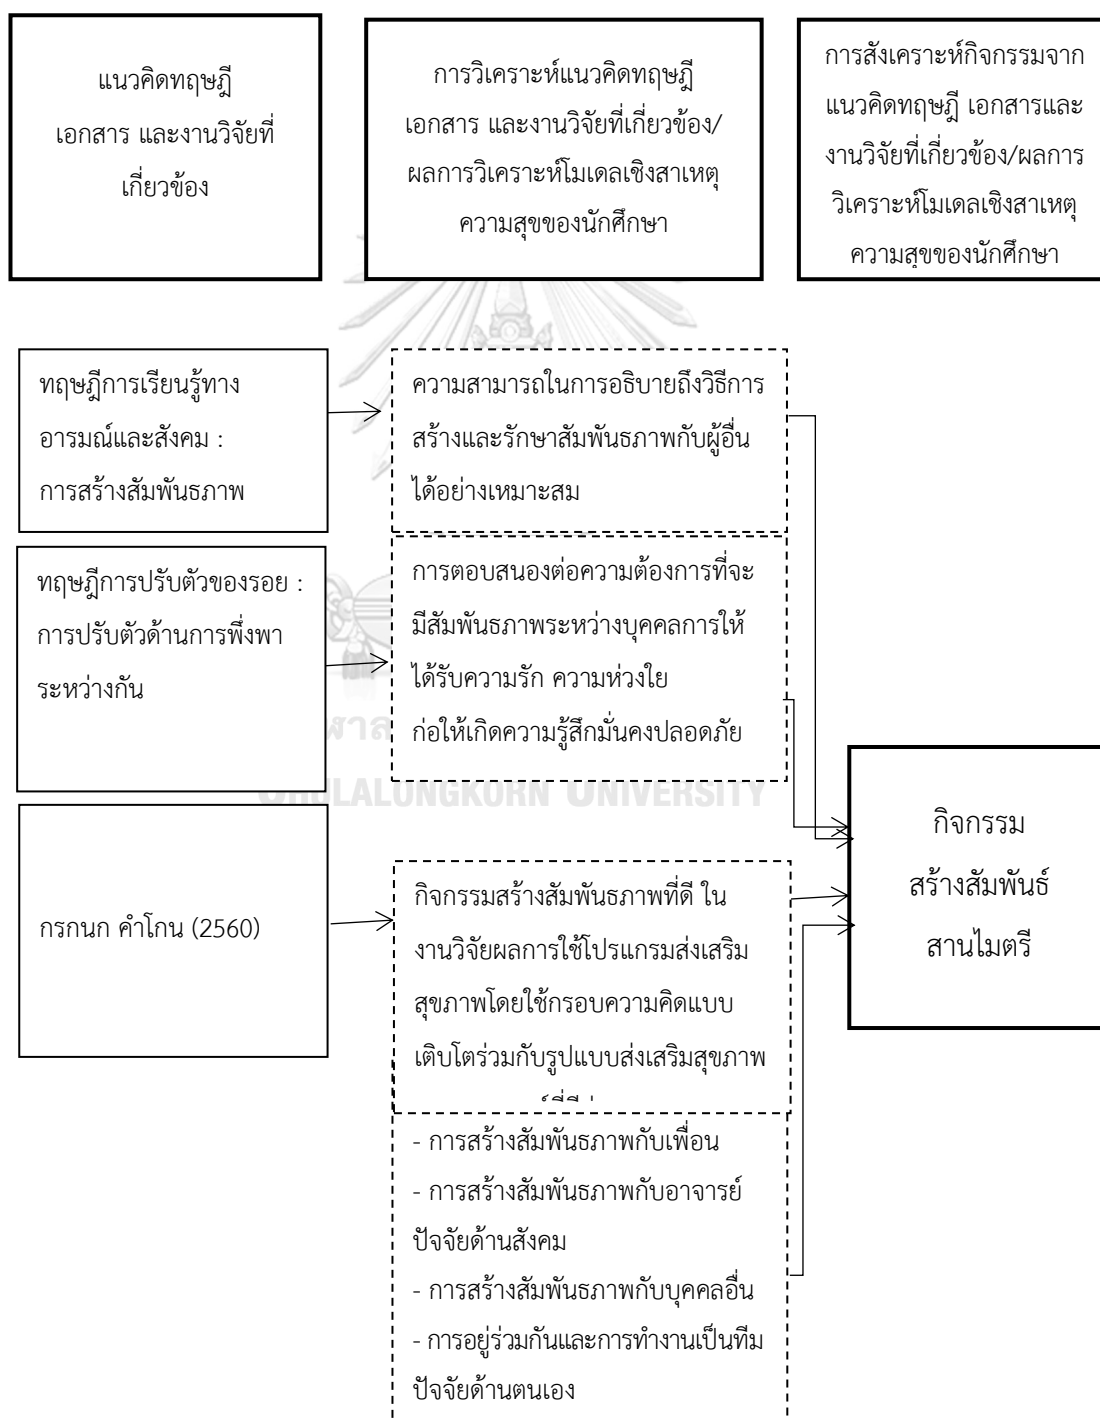 แนวคิดทฤษฎี
เอกสาร และงานวิจัยที่
เกี่ยวข้อง
การวิเคราะห์แนวคิดทฤษฎี
เอกสาร และงานวิจัยที่เกี่ยวข้อง/
ผลการวิเคราะห์โมเดลเชิงสาเหตุ
ความสุขของนักศึกษา
การสังเคราะห์กิจกรรมจาก
แนวคิดทฤษฎี เอกสารและ
งานวิจัยที่เกี่ยวข้อง/ผลการ
วิเคราะห์โมเดลเชิงสาเหตุ
ความสุขของนักศึกษา
ทฤษฎีการเรียนรู้ทาง
อารมณ์และสังคม :
การสร้างสัมพันธภาพ
ความสามารถในการอธิบายถึงวิธีการ
สร้างและรักษาสัมพันธภาพกับผู้อื่น
ได้อย่างเหมาะสม
ทฤษฎีการปรับตัวของรอย :
การปรับตัวด้านการพึ่งพา
ระหว่างกัน
การตอบสนองต่อความต้องการที่จะ
มีสัมพันธภาพระหว่างบุคคลการให้
ได้รับความรัก ความห่วงใย
ก่อให้เกิดความรู้สึกมั่นคงปลอดภัย
CHULALONGKORN UNIVERSITY
กรกนก คำโกน (2560)
กิจกรรมสร้างสัมพันธภาพที่ดี ใน
งานวิจัยผลการใช้โปรแกรมส่งเสริม
สุขภาพโดยใช้กรอบความคิดแบบ
เติบโตร่วมกับรูปแบบส่งเสริมสุขภาพ
- การสร้างสัมพันธภาพกับเพื่อน
- การสร้างสัมพันธภาพกับอาจารย์
ปัจจัยด้านสังคม
- การสร้างสัมพันธภาพกับบุคคลอื่น
- การอยู่ร่วมกันและการทำงานเป็นทีม
ปัจจัยด้านตนเอง
กิจกรรม
สร้างสัมพันธ์
สานไมตรี